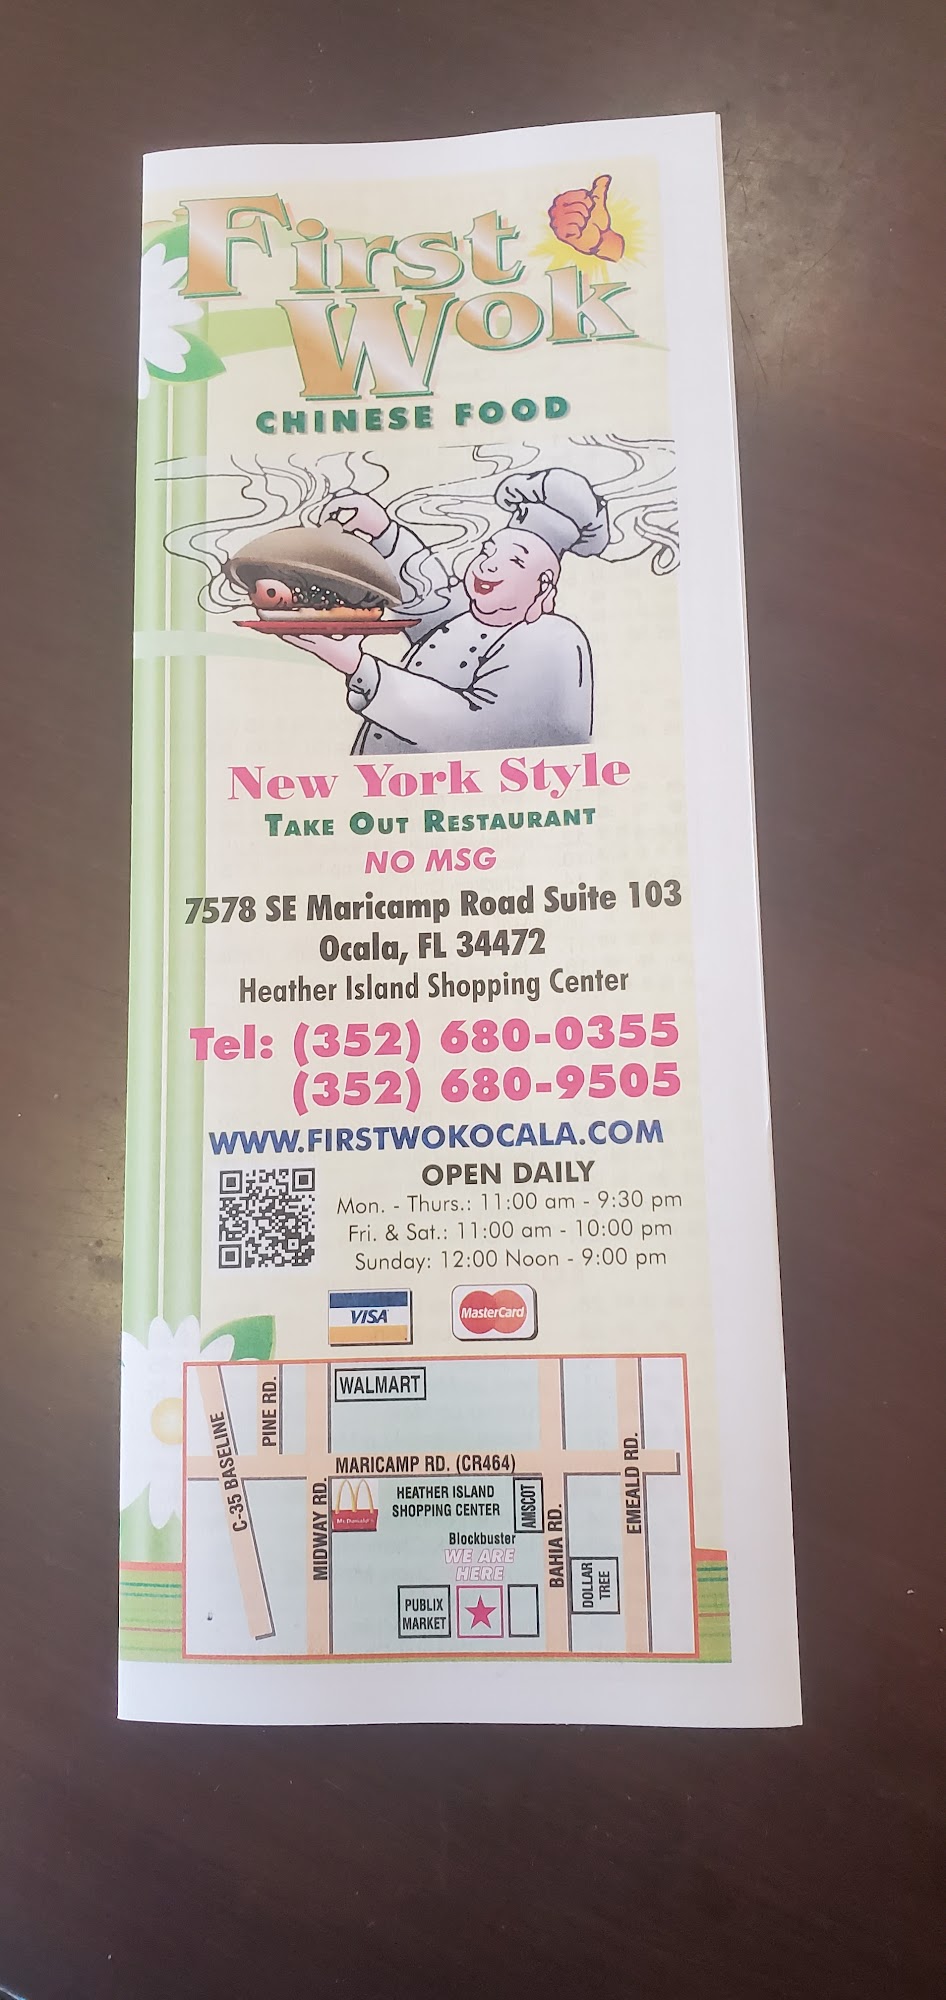 First
Wok
CHINESE FOOD
New York Style
TAKE OUT RESTAURANT
NO MSG
7578 SE Maricamp Road Suite 103
Ocala, FL 34472
Heather Island Shopping Center
Tel: (352) 680-0355
(352) 680-9505
WWW.FIRSTWOKOCALA.COM
OPEN DAILY
Mon. - Thurs.: 11:00 am - 9:30 pm
Fri. & Sat.: 11:00 am - 10:00 pm
Sunday: 12:00 Noon - 9:00 pm
VISA
MasterCard
C-35 BASELINE
PINE RD.
WALMART
MARICAMP RD. (CR464)
MIDWAY RD.
McDonald's
HEATHER ISLAND
SHOPPING CENTER
AMSCOT
Blockbuster
WE ARE
HERE
PUBLIX
MARKET
BAHIA RD.
DOLLAR
TREE
EMEALD RD.